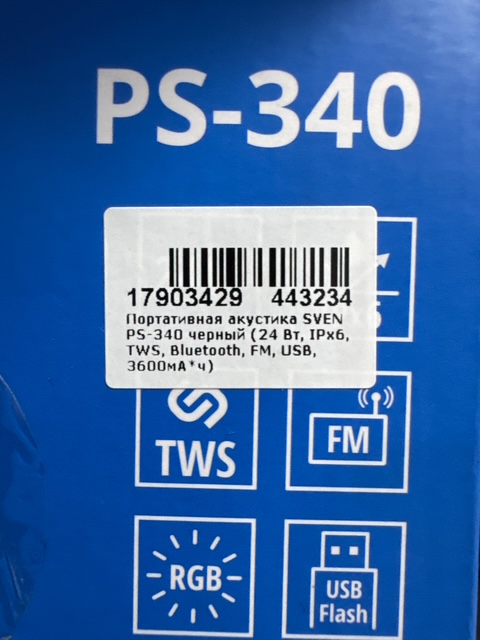 PS-340
17903429 443234
Портативная акустика SVEN
PS-340 черный (24 Вт, IPx6,
TWS, Bluetooth, FM, USB,
3600мА*ч)
TWS
FM
RGB
USB
Flash